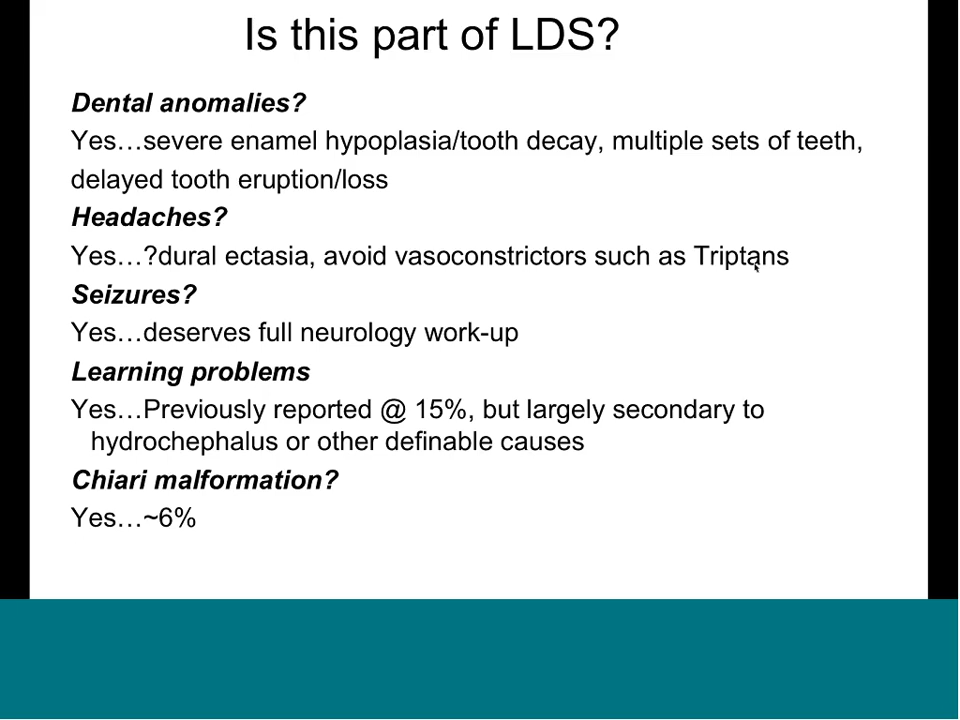 Is this part of LDS?
Dental anomalies?
Yes…severe enamel hypoplasia/tooth decay, multiple sets of teeth,
delayed tooth eruption/loss
Headaches?
Yes…?dural ectasia, avoid vasoconstrictors such as Triptans
Seizures?
Yes…deserves full neurology work-up
Learning problems
Yes…Previously reported @ 15%, but largely secondary to
hydrochephalus or other definable causes
Chiari malformation?
Yes…~6%